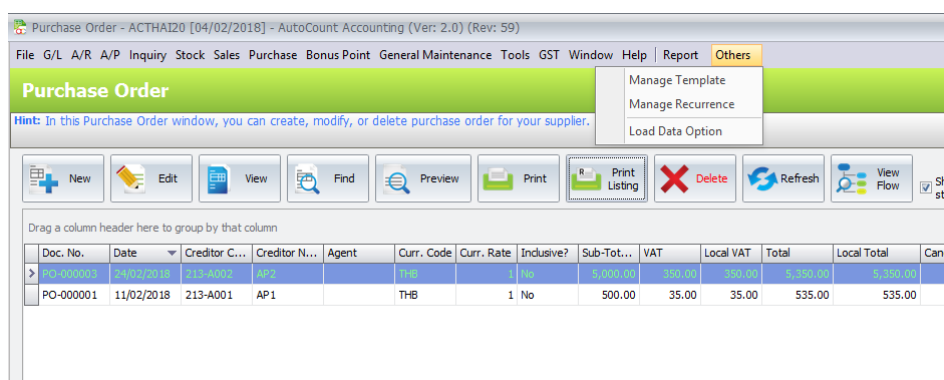 Purchase Order - ACTHAI20 [04/02/2018] - AutoCount Accounting (Ver: 2.0) (Rev: 59)
File G/L A/R A/P Inquiry Stock Sales Purchase Bonus Point General Maintenance Tools GST Window Help Report Others
Manage Template
Manage Recurrence
Load Data Option
Purchase Order
Hint: In this Purchase Order window, you can create, modify, or delete purchase order for your supplier.
New Edit View Find Preview Print Print Listing Delete Refresh View Flow
Drag a column header here to group by that column
Doc. No. Date Creditor C... Creditor N... Agent Curr. Code Curr. Rate Inclusive? Sub-Tot... VAT Local VAT Total Local Total Can
PO-000003 24/02/2018 213-A002 AP2 THB 1 No 5,000.00 350.00 350.00 5,350.00 5,350.00
PO-000001 11/02/2018 213-A001 AP1 THB 1 No 500.00 35.00 35.00 535.00 535.00